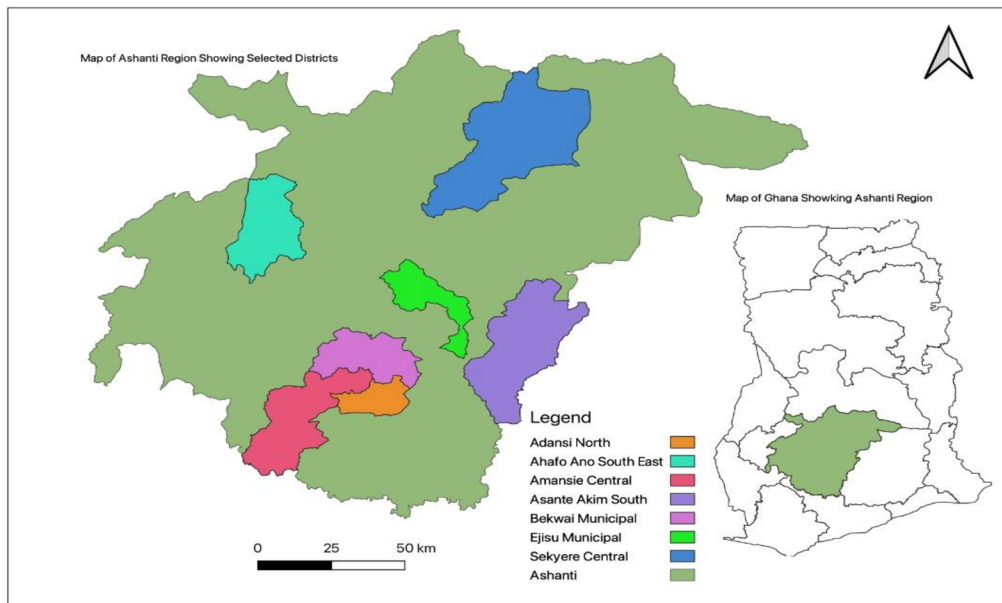 Map of Ashanti Region Showing Selected Districts
Map of Ghana Showking Ashanti Region
Legend
Adansi North
Ahafo Ano South East
Amansie Central
Asante Akim South
Bekwai Municipal
Ejisu Municipal
Sekyere Central
Ashanti
0 25 50 km